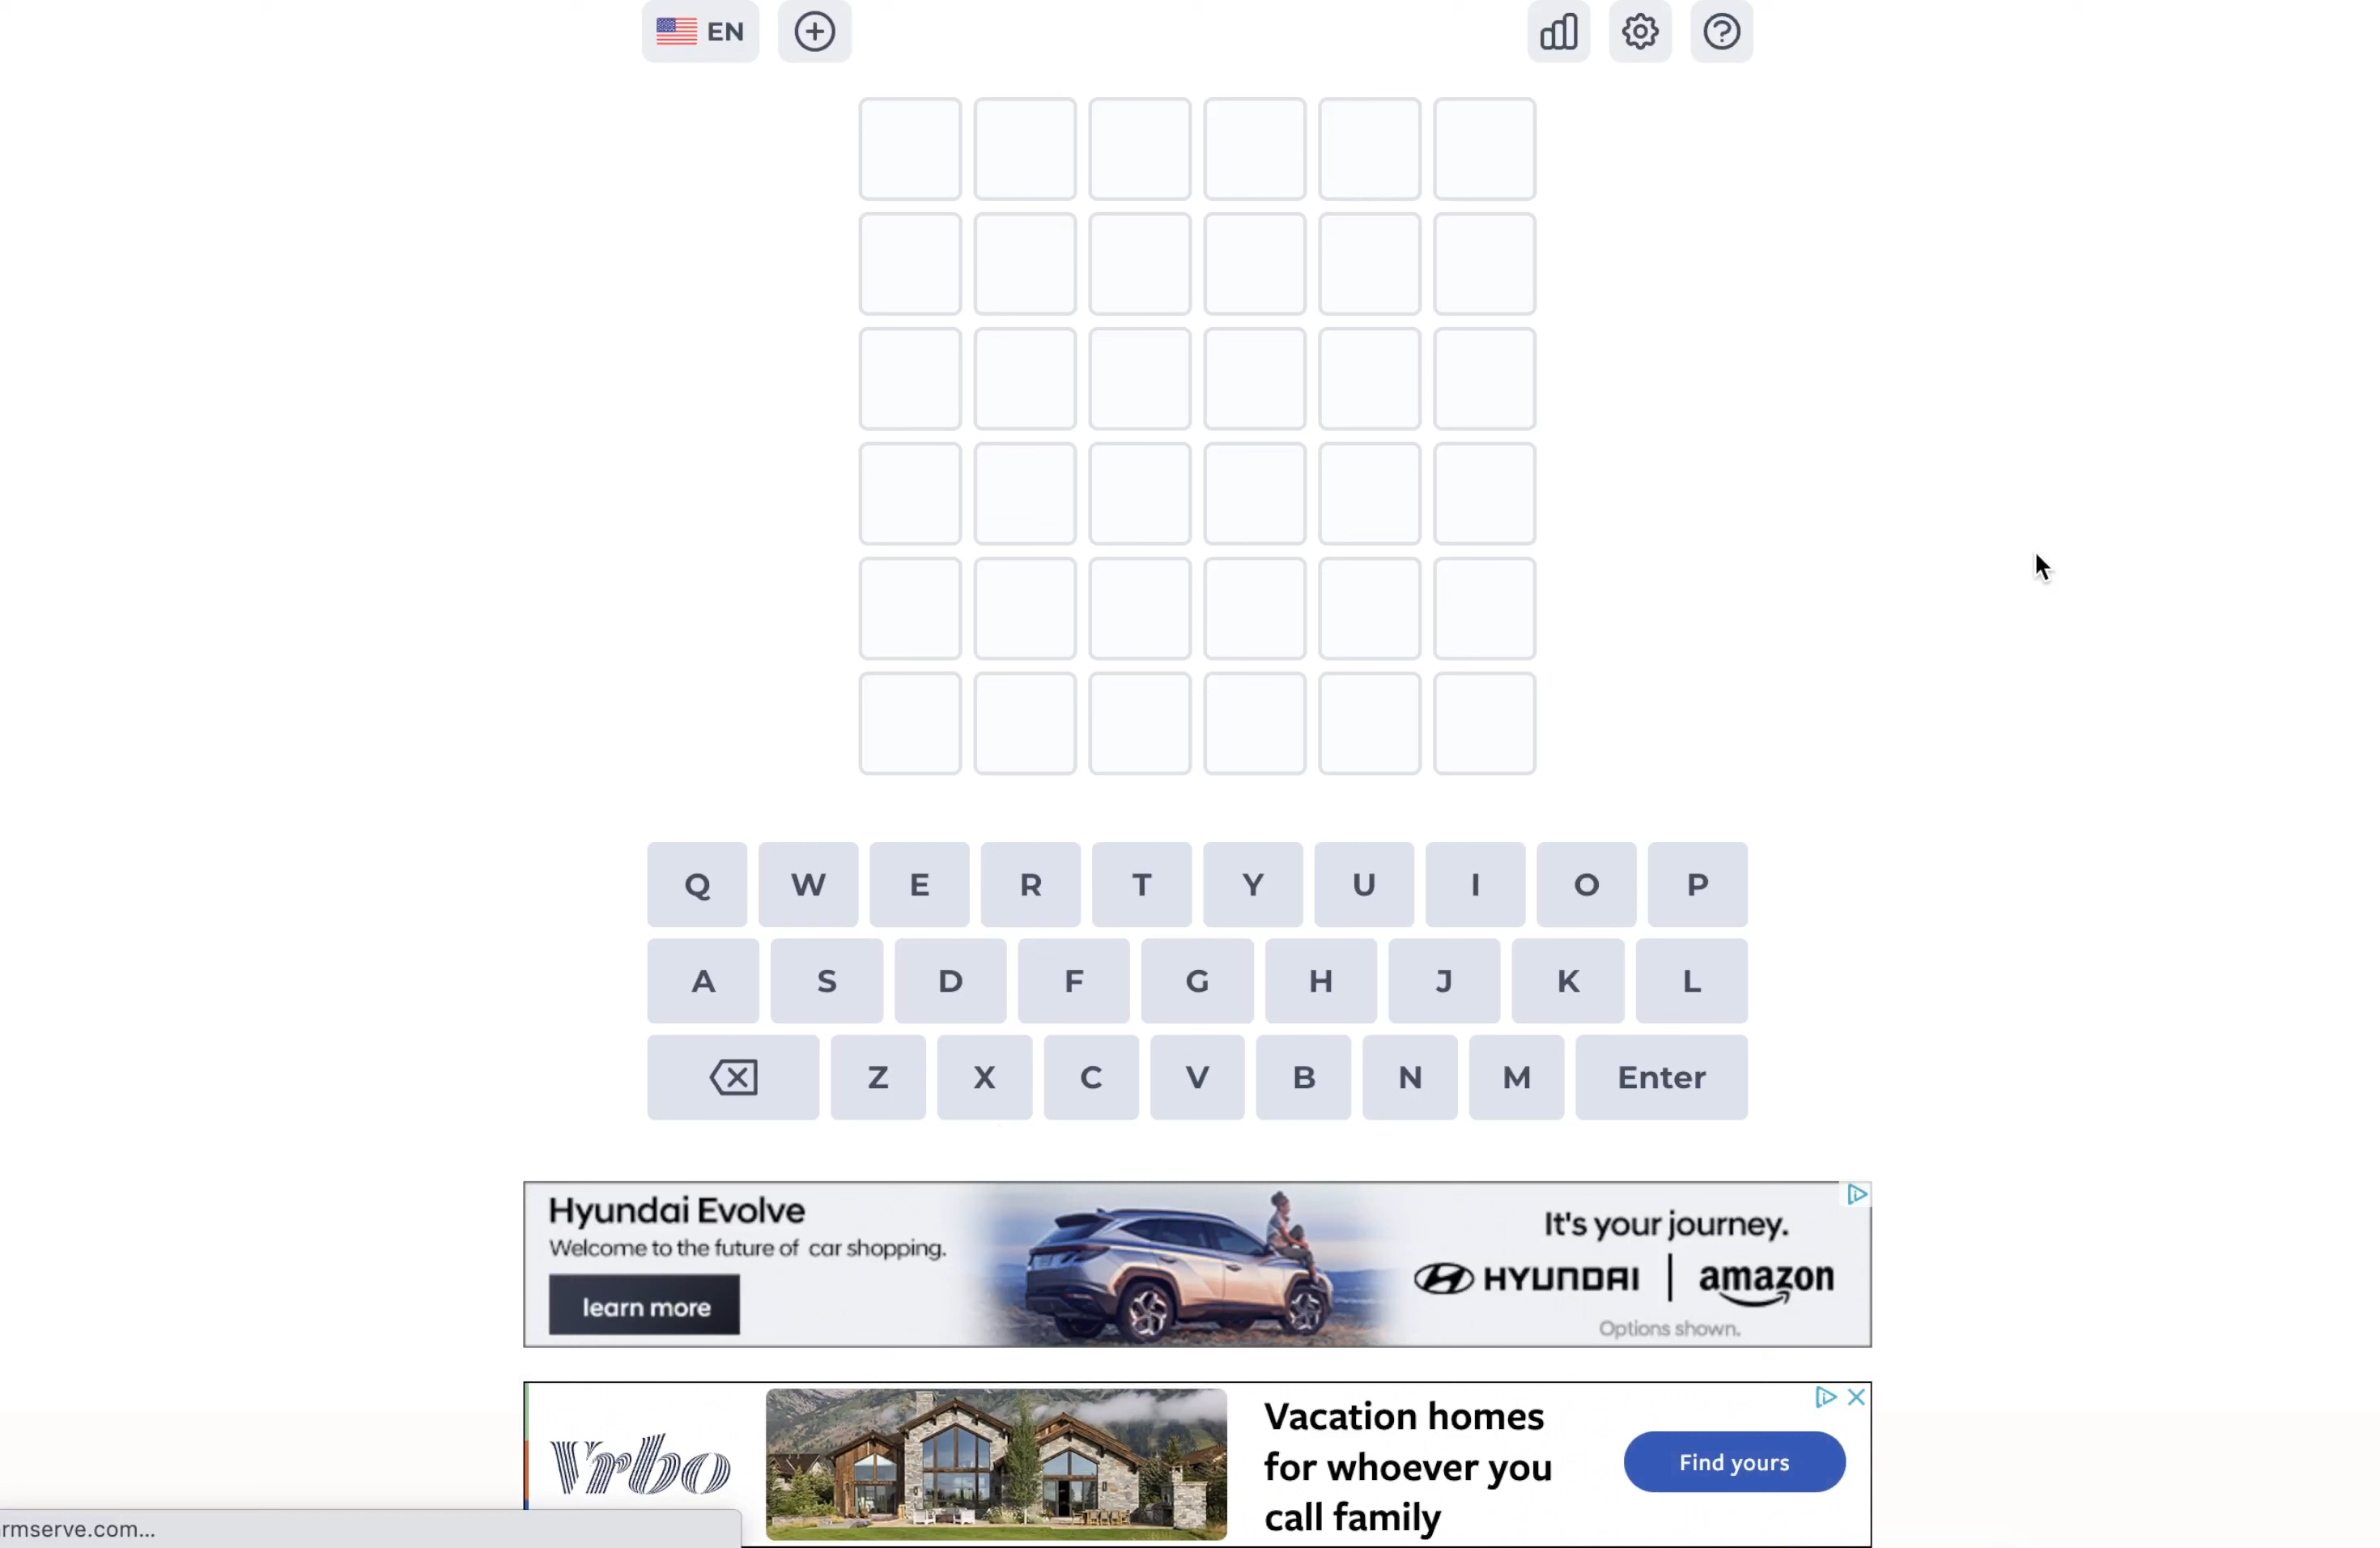 EN
Q W E R T Y U I O P
A S D F G H J K L
Z X C V B N M Enter
Hyundai Evolve
Welcome to the future of car shopping.
learn more
It's your journey.
HYUNDAI | amazon
Options shown.
Vrbo
Vacation homes
for whoever you
call family
Find yours
rmserve.com...